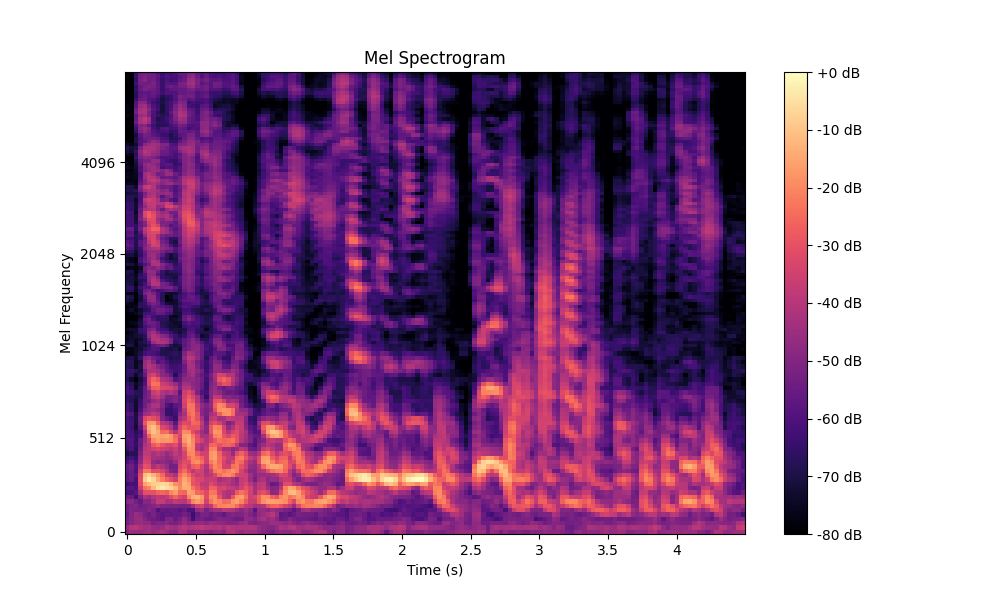 Mel Spectrogram
Mel Frequency
4096
2048
1024
512
0
0 0.5 1 1.5 2 2.5 3 3.5 4
Time (s)
+0 dB
-10 dB
-20 dB
-30 dB
-40 dB
-50 dB
-60 dB
-70 dB
-80 dB